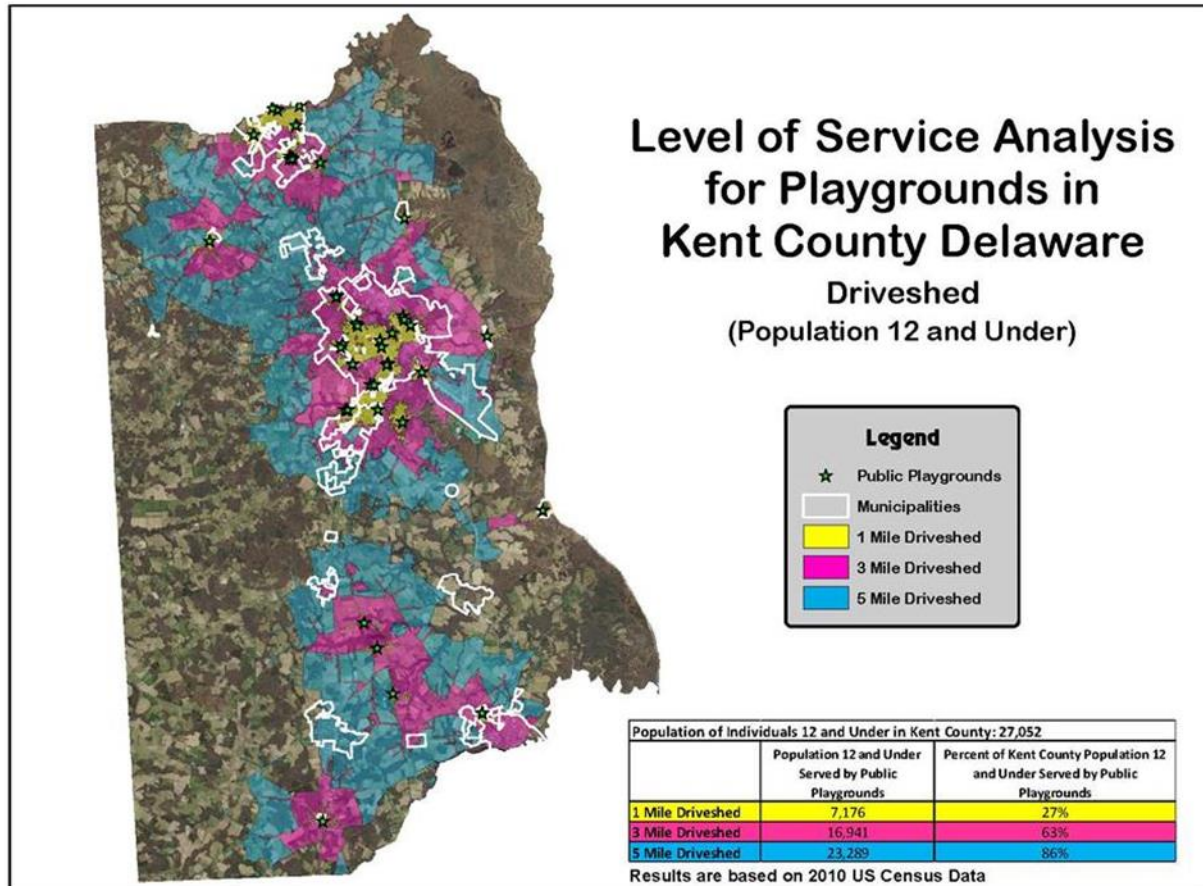 Level of Service Analysis
for Playgrounds in
Kent County Delaware
Driveshed
(Population 12 and Under)
Legend
Public Playgrounds
Municipalities
1 Mile Driveshed
3 Mile Driveshed
5 Mile Driveshed
Population of Individuals 12 and Under in Kent County: 27,052
Population 12 and Under Served by Public Playgrounds
Percent of Kent County Population 12 and Under Served by Public Playgrounds
1 Mile Driveshed 7,176 27%
3 Mile Driveshed 16,941 63%
5 Mile Driveshed 23,289 86%
Results are based on 2010 US Census Data